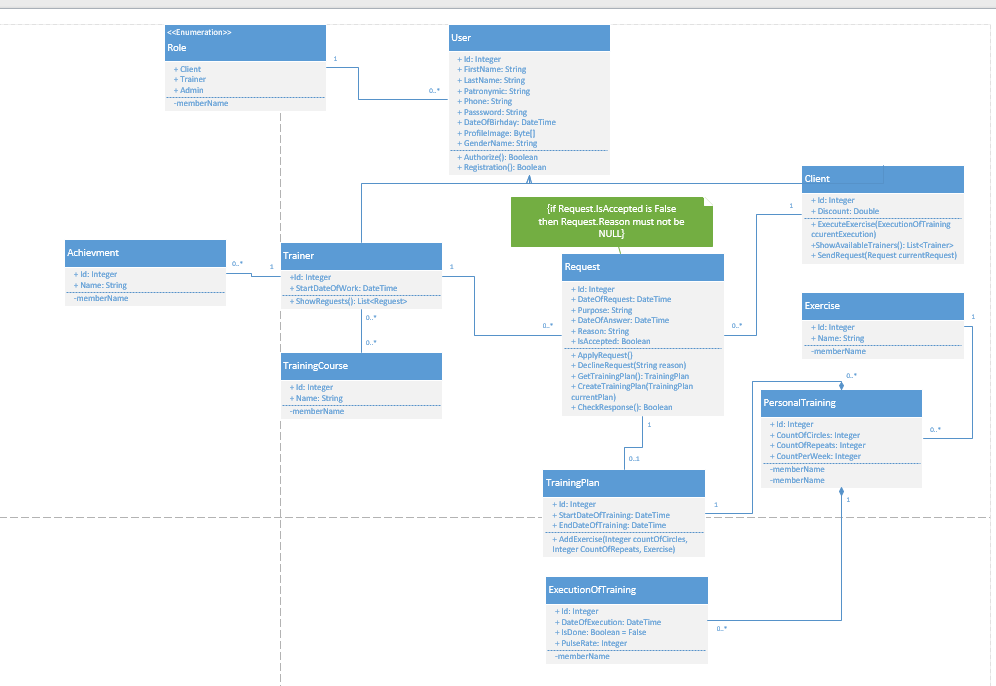 <<Enumeration>>
Role
+ Client
+ Trainer
+ Admin
-memberName
1
0..*
User
+ Id: Integer
+ FirstName: String
+ LastName: String
+ Patronymic: String
+ Phone: String
+ Passsword: String
+ DateOfBirhday: DateTime
+ ProfileImage: Byte[]
+ GenderName: String
+ Authorize(): Boolean
+ Registration(): Boolean
{if Request.IsAccepted is False
then Request.Reason must not be
NULL}
Client
+ Id: Integer
+ Discount: Double
+ ExecuteExercise(ExecutionOfTraining
ccurentExecution)
+ShowAvailableTrainers(): List<Trainer>
+ SendRequest(Request currentRequest)
1
Achievment
+ Id: Integer
+ Name: String
-memberName
0..*
1
Trainer
+Id: Integer
+ StartDateOfWork: DateTime
+ ShowReguests(): List<Reguest>
1
0..*
0..*
0..*
Request
+ Id: Integer
+ DateOfRequest: DateTime
+ Purpose: String
+ DateOfAnswer: DateTime
+ Reason: String
+ IsAccepted: Boolean
+ ApplyRequest()
+ DeclineRequest(String reason)
+ GetTrainingPlan(): TrainingPlan
+ CreateTrainingPlan(TrainingPlan
currentPlan)
+ CheckResponse(): Boolean
0..*
Exercise
+ Id: Integer
+ Name: String
-memberName
1
TrainingCourse
+ Id: Integer
+ Name: String
-memberName
0..*
PersonalTraining
+ Id: Integer
+ CountOfCircles: Integer
+ CountOfRepeats: Integer
+ CountPerWeek: Integer
-memberName
-memberName
0..*
1
1
0..1
TrainingPlan
+ Id: Integer
+ StartDateOfTraining: DateTime
+ EndDateOfTraining: DateTime
+ AddExercise(Integer countOfCircles,
Integer CountOfRepeats, Exercise)
1
ExecutionOfTraining
+ Id: Integer
+ DateOfExecution: DateTime
+ IsDone: Boolean = False
+ PulseRate: Integer
-memberName
0..*